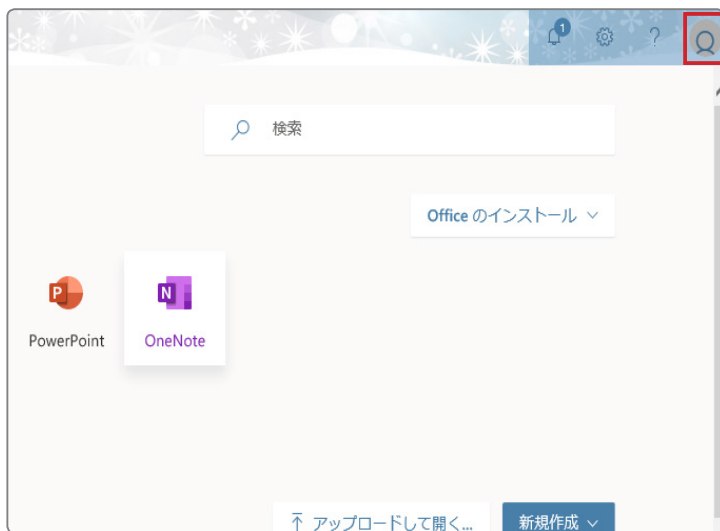 1
?
検索
Office のインストール
P
N
PowerPoint
OneNote
アップロードして開く...
新規作成